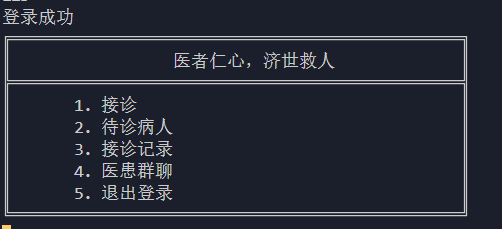 登录成功
医者仁心，济世救人
1. 接诊
2. 待诊病人
3. 接诊记录
4. 医患群聊
5. 退出登录